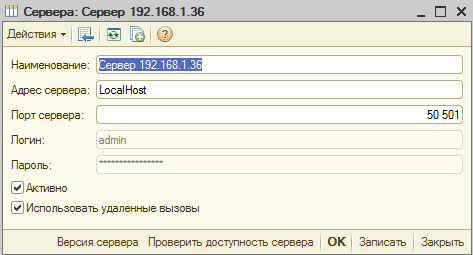 Сервера: Сервер 192.168.1.36
Действия
Наименование: Сервер 192.168.1.36
Адрес сервера: LocalHost
Порт сервера: 50 501
Логин: admin
Пароль: ****************
Активно
Использовать удаленные вызовы
Версия сервера Проверить доступность сервера OK Записать Закрыть